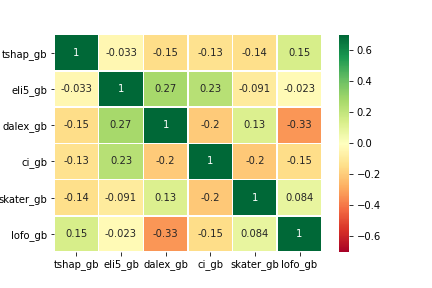 tshap_gb 1 -0.033 -0.15 -0.13 -0.14 0.15
eli5_gb -0.033 1 0.27 0.23 -0.091 -0.023
dalex_gb -0.15 0.27 1 -0.2 0.13 -0.33
ci_gb -0.13 0.23 -0.2 1 -0.2 -0.15
skater_gb -0.14 -0.091 0.13 -0.2 1 0.084
lofo_gb 0.15 -0.023 -0.33 -0.15 0.084 1
tshap_gb eli5_gb dalex_gb ci_gb skater_gb lofo_gb
0.6
0.4
0.2
0.0
−0.2
−0.4
−0.6